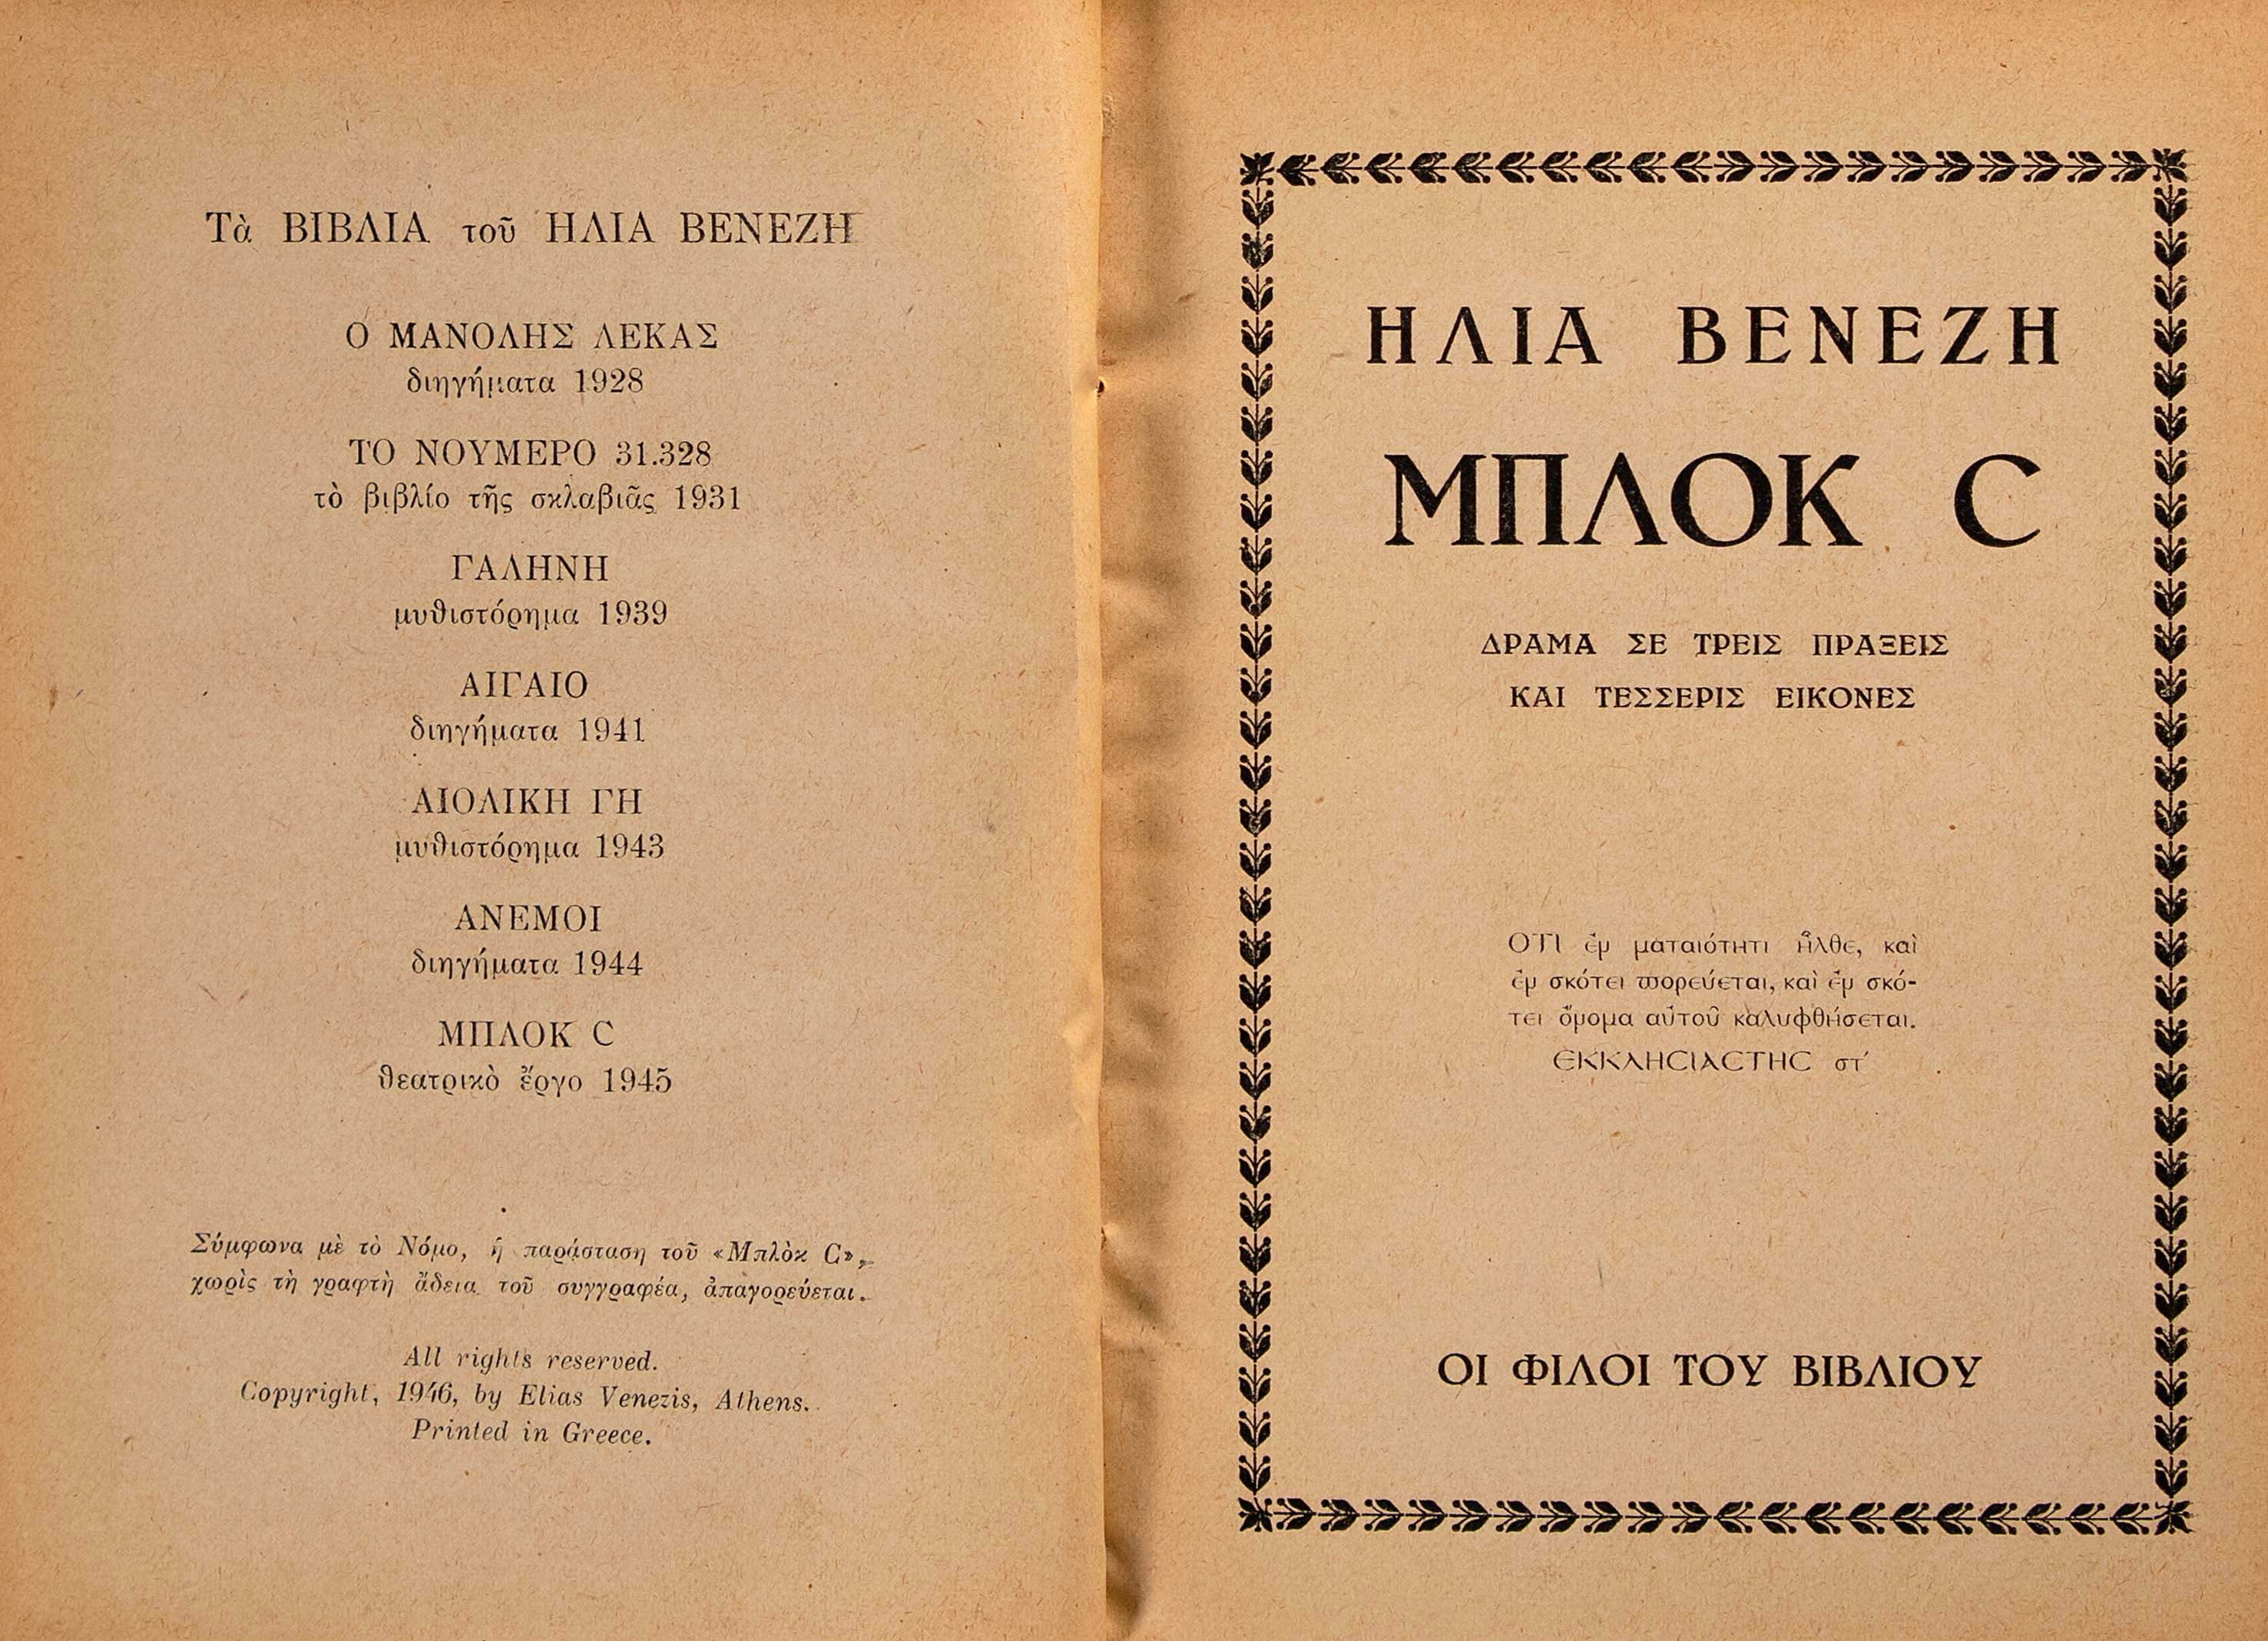 Τὰ ΒΙΒΛΙΑ τοῦ ΗΛΙΑ ΒΕΝΕΖΗ
Ο ΜΑΝΟΛΗΣ ΛΕΚΑΣ
διηγήματα 1928
ΤΟ ΝΟΥΜΕΡΟ 31.328
τὸ βιβλίο τῆς σκλαβιᾶς 1931
ΓΑΛΗΝΗ
μυθιστόρημα 1939
ΑΙΓΑΙΟ
διηγήματα 1941
ΑΙΟΛΙΚΗ ΓΗ
μυθιστόρημα 1943
ΑΝΕΜΟΙ
διηγήματα 1944
ΜΠΛΟΚ C
θεατρικὸ ἔργο 1945
Σύμφωνα μὲ τὸ Νόμο, ἡ παράσταση τοῦ «Μπλὸκ C»,
χωρὶς τὴ γραφτὴ ἄδεια τοῦ συγγραφέα, ἀπαγορεύεται.
All rights reserved.
Copyright, 1946, by Elias Venezis, Athens.
Printed in Greece.
ΗΛΙΑ ΒΕΝΕΖΗ
ΜΠΛΟΚ C
ΔΡΑΜΑ ΣΕ ΤΡΕΙΣ ΠΡΑΞΕΙΣ
ΚΑΙ ΤΕΣΣΕΡΙΣ ΕΙΚΟΝΕΣ
ΟΤΙ ἐν ματαιότητι ἦλθε, καὶ
ἐν σκότει πορεύεται, καὶ ἐν σκό-
τει ὄνομα αὐτοῦ καλυφθήσεται.
ΕΚΚΛΗCΙΑCΤΗC στ΄
ΟΙ ΦΙΛΟΙ ΤΟΥ ΒΙΒΛΙΟΥ